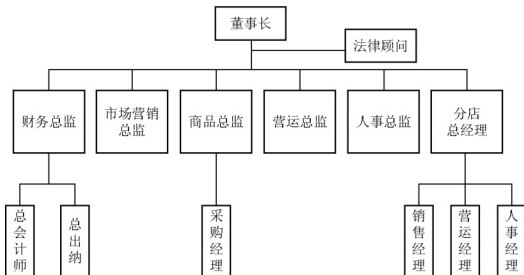 董事长
法律顾问
财务总监
市场营销
总监
商品总监
营运总监
人事总监
分店
总经理
总会计师
总出纳
采购经理
销售经理
营运经理
人事经理